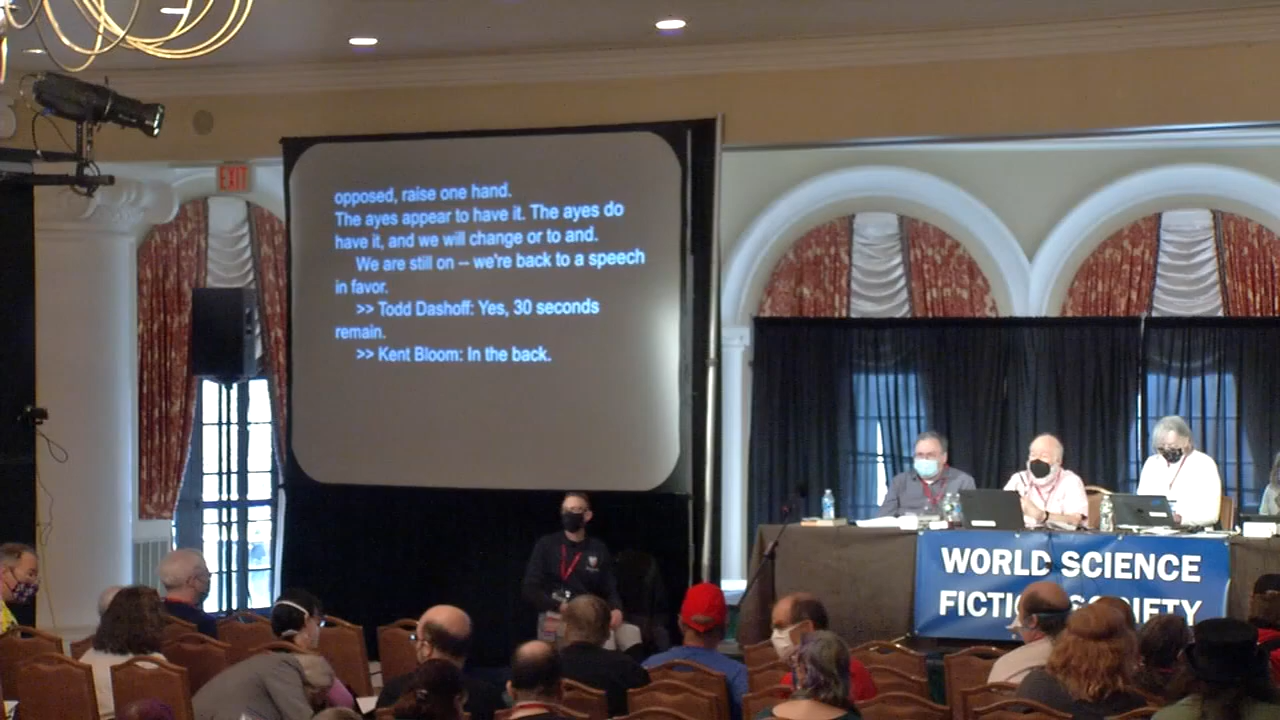 EXIT
opposed, raise one hand.
The ayes appear to have it. The ayes do
have it, and we will change or to and.
We are still on -- we're back to a speech
in favor.
>> Todd Dashoff: Yes, 30 seconds
remain.
>> Kent Bloom: In the back.
WORLD SCIENCE
FICTION SOCIETY